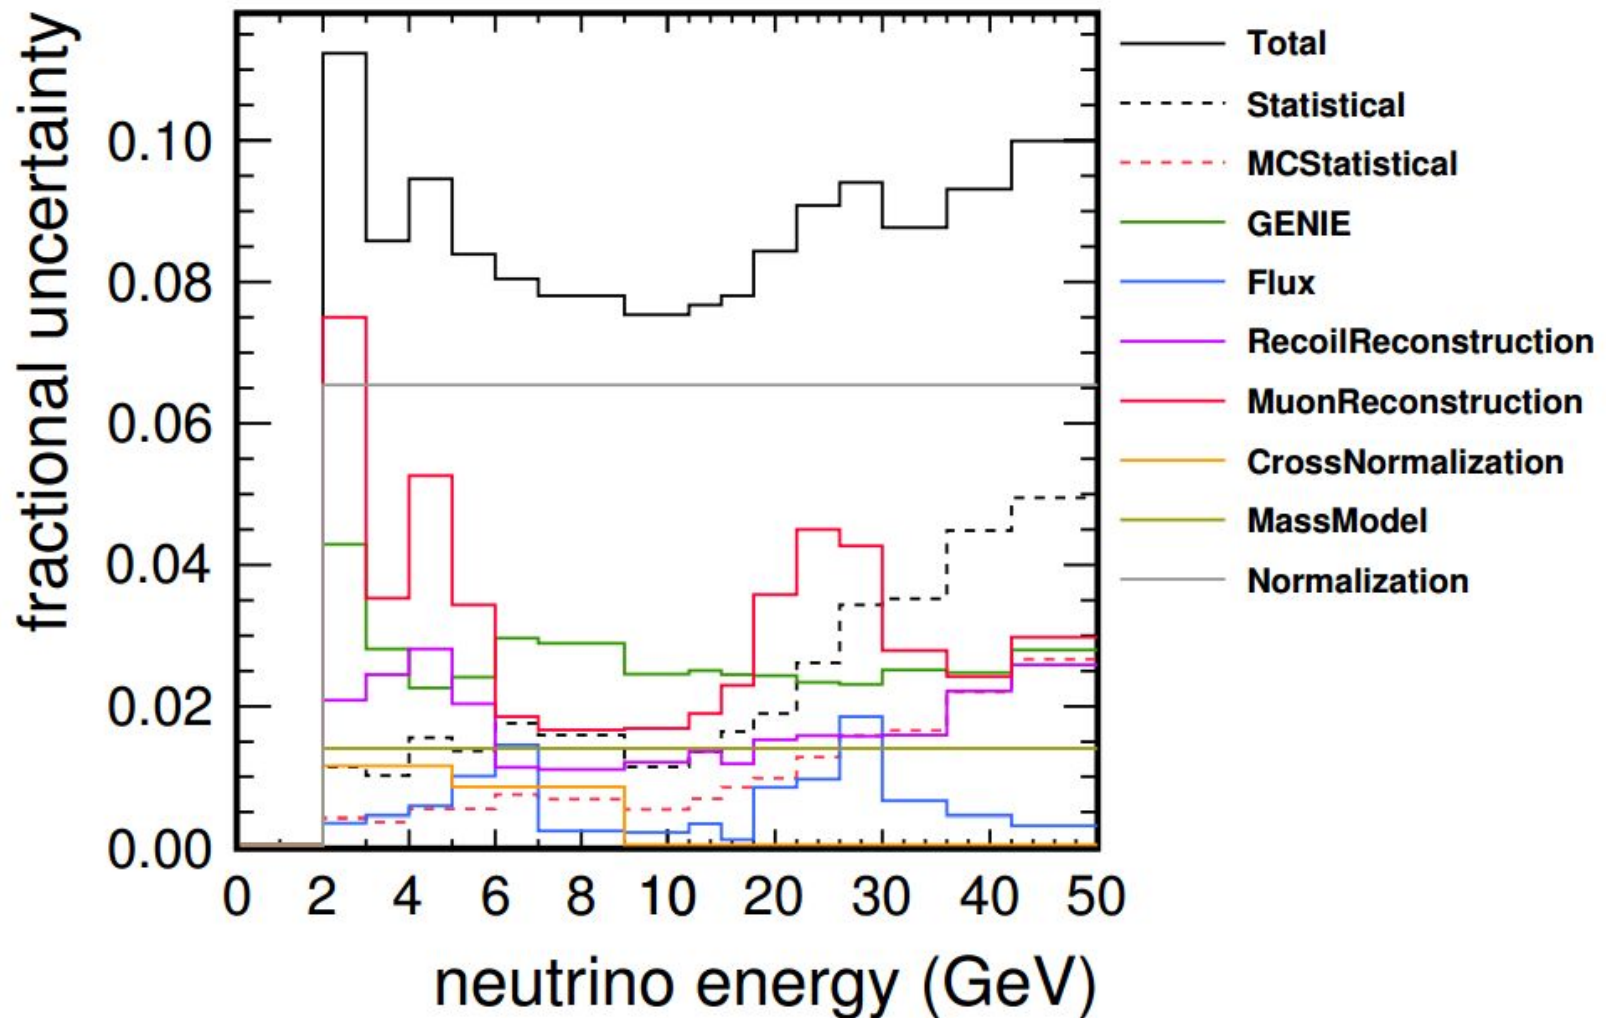 fractional uncertainty
0.10
0.08
0.06
0.04
0.02
0.00
0 2 4 6 8 10 20 30 40 50
neutrino energy (GeV)
Total
Statistical
MCStatistical
GENIE
Flux
RecoilReconstruction
MuonReconstruction
CrossNormalization
MassModel
Normalization